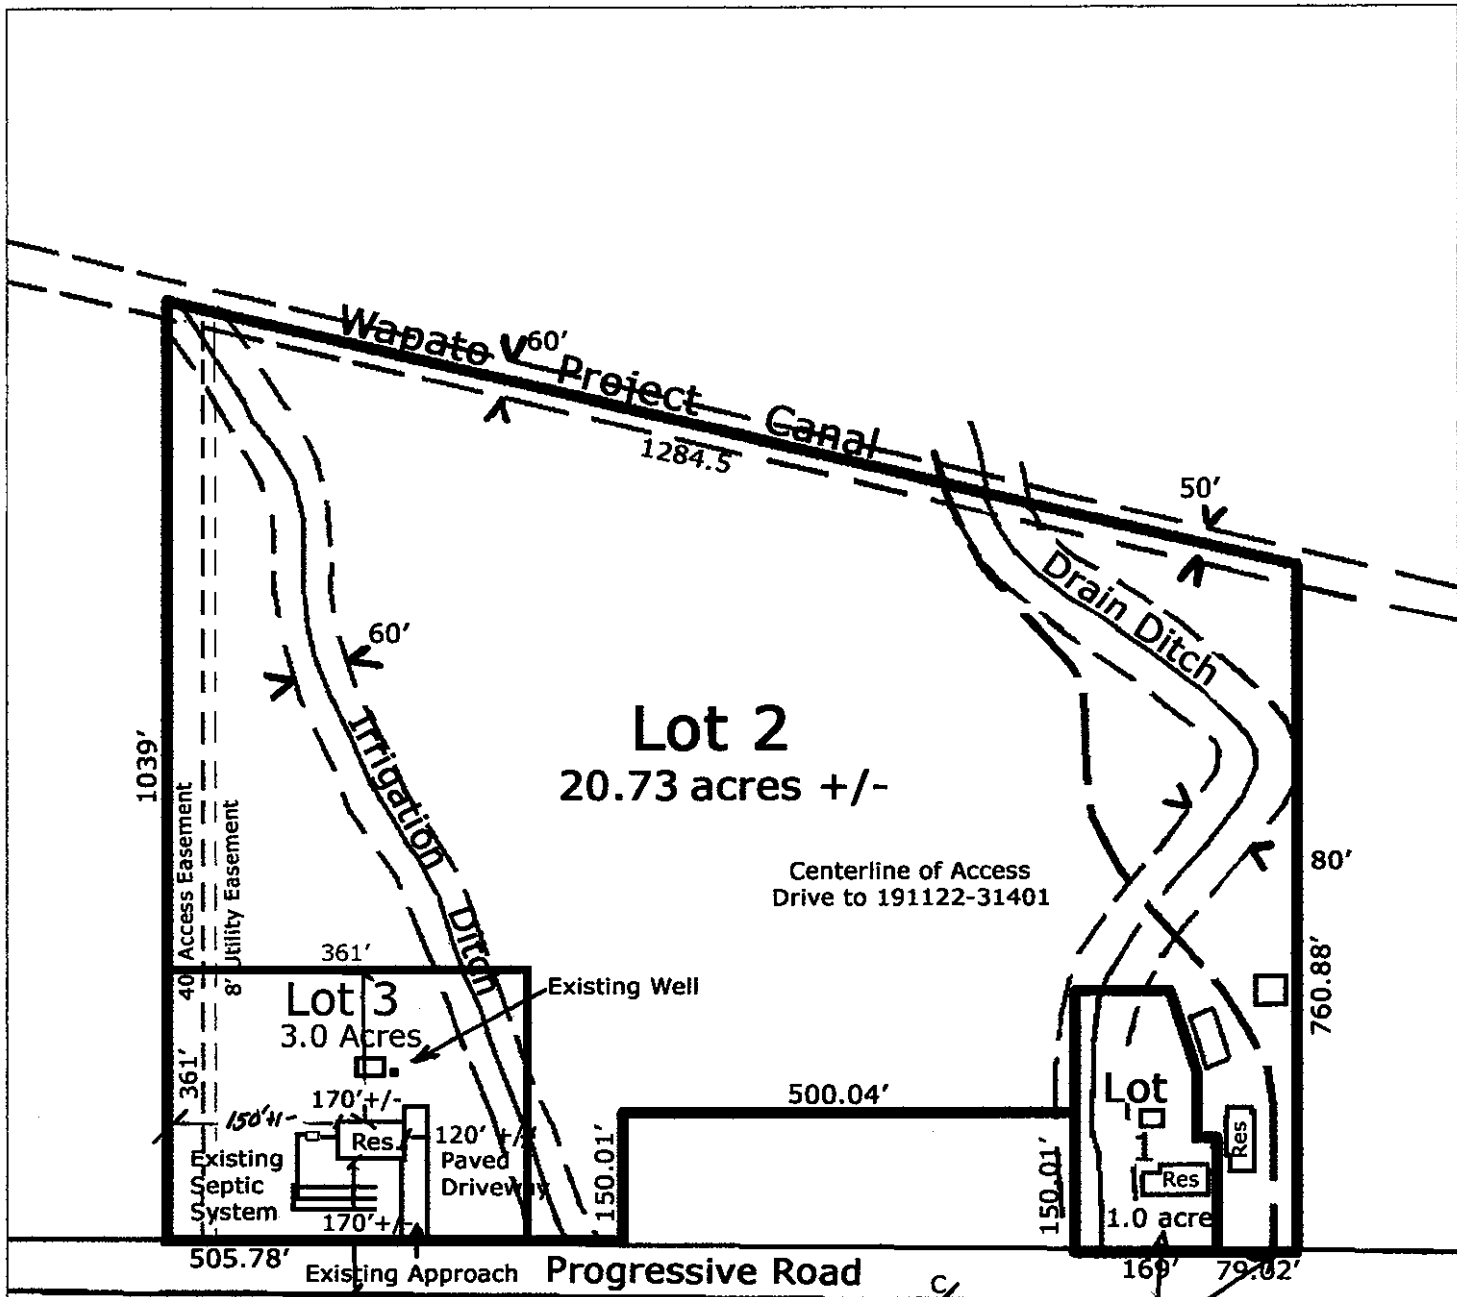 Wapato Project Canal
60'
1284.5
50'
Drain Ditch
60'
Lot 2
20.73 acres +/-
Irrigation Ditch
1039'
40' Access Easement
8' Utility Easement
Centerline of Access
Drive to 191122-31401
80'
760.88'
361'
Lot 3
3.0 Acres
Existing Well
361'
170'+/-
150'+/-
Res.
120' +/-
Paved
Driveway
Existing
Septic
System
170'+/-
500.04'
150.01'
150.01'
Lot
1
Res
Res
1.0 acre
505.78'
Existing Approach
Progressive Road
169'
79.02'
C